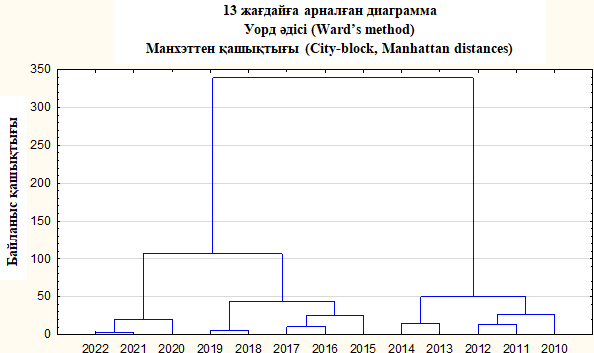 13 жағдайға арналған диаграмма
Уорд әдісі (Ward's method)
Манхэттен қашықтығы (City-block, Manhattan distances)
Байланыс қашықтығы
350
300
250
200
150
100
50
0
2022 2021 2020 2019 2018 2017 2016 2015 2014 2013 2012 2011 2010